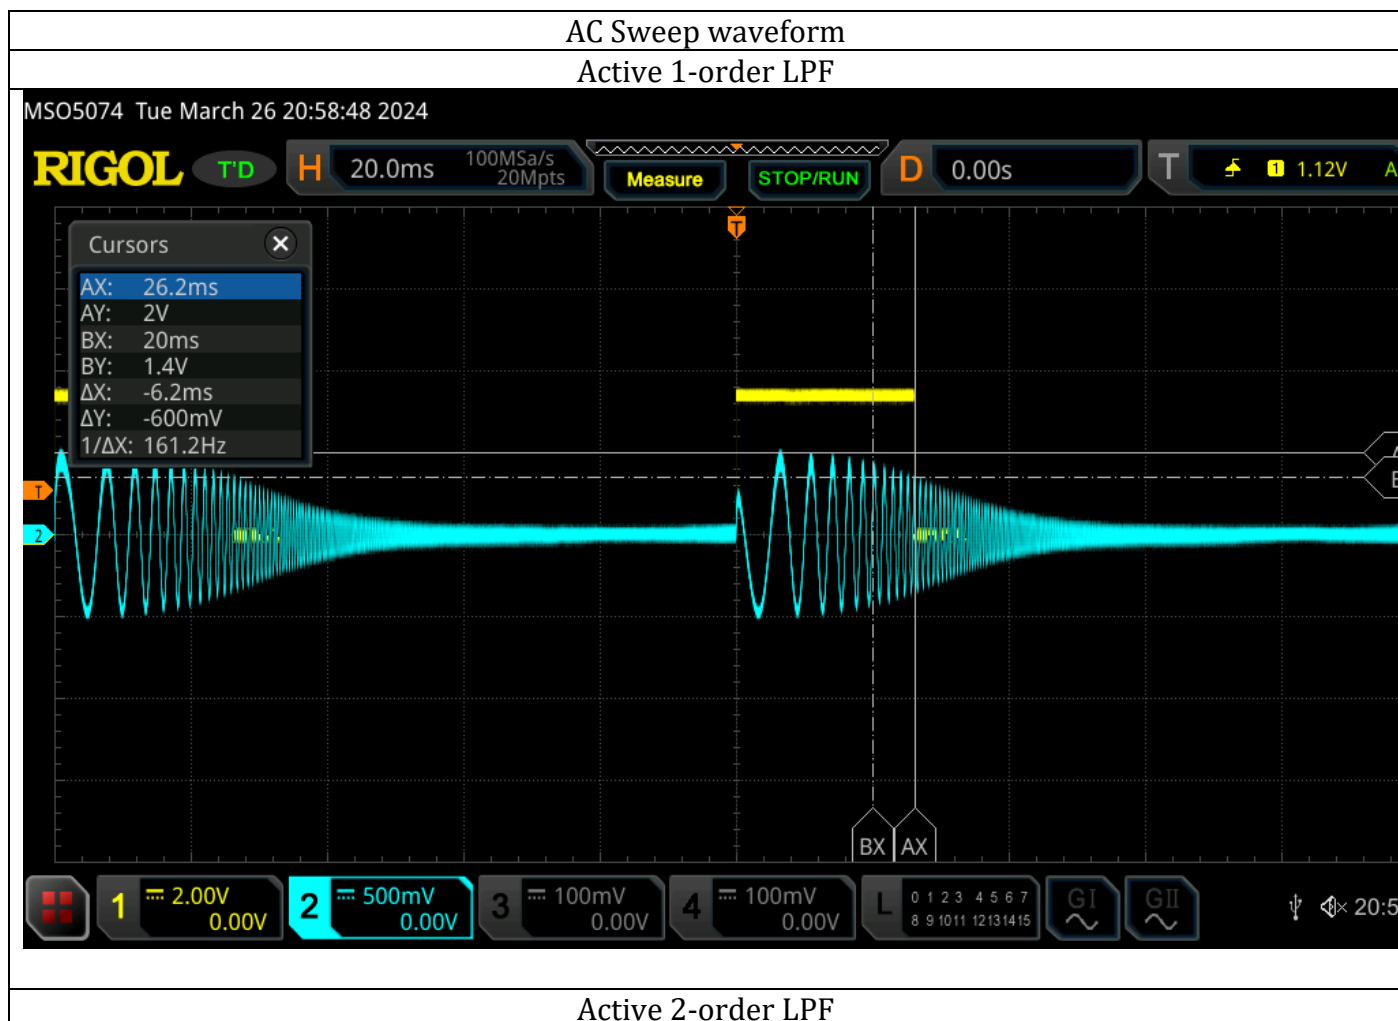 AC Sweep waveform
Active 1-order LPF
MSO5074 Tue March 26 20:58:48 2024
RIGOL T'D H 20.0ms 100MSa/s 20Mpts Measure STOP/RUN D 0.00s T 1 1.12V A
T
Cursors
AX: 26.2ms
AY: 2V
BX: 20ms
BY: 1.4V
ΔX: -6.2ms
ΔY: -600mV
1/ΔX: 161.2Hz
T
2
BX AX
1 2.00V 0.00V 2 500mV 0.00V 3 100mV 0.00V 4 100mV 0.00V L 0 1 2 3 4 5 6 7 8 9 10 11 12 13 14 15 GI GII 20:5
Active 2-order LPF